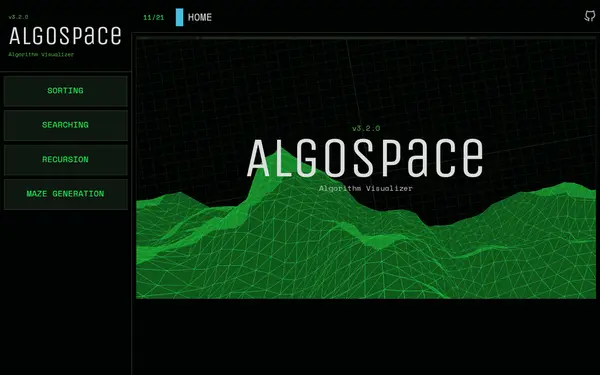 v3.2.0
ALGOSPACE
Algorithm Visualizer
SORTING
SEARCHING
RECURSION
MAZE GENERATION
11/21
HOME
v3.2.0
ALGOSPACE
Algorithm Visualizer